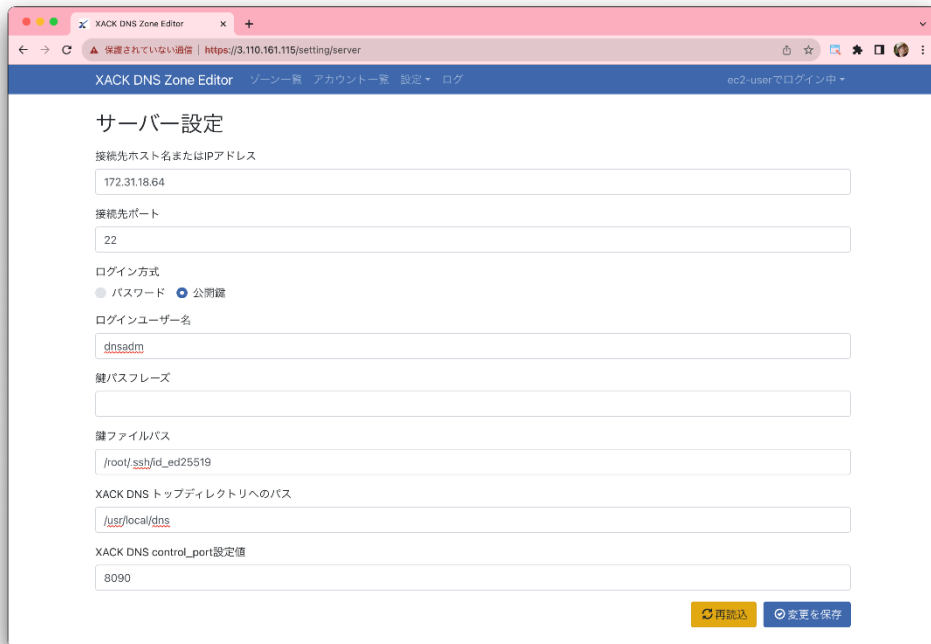 XACK DNS Zone Editor
保護されていない通信 | https://3.110.161.115/setting/server
XACK DNS Zone Editor ゾーン一覧 アカウント一覧 設定 ログ ec2-userでログイン中
サーバー設定
接続先ホスト名またはIPアドレス
172.31.18.64
接続先ポート
22
ログイン方式
パスワード 公開鍵
ログインユーザー名
dnsadm
鍵パスフレーズ
鍵ファイルパス
/root/.ssh/id_ed25519
XACK DNS トップディレクトリへのパス
/usr/local/dns
XACK DNS control_port設定値
8090
再読込 変更を保存